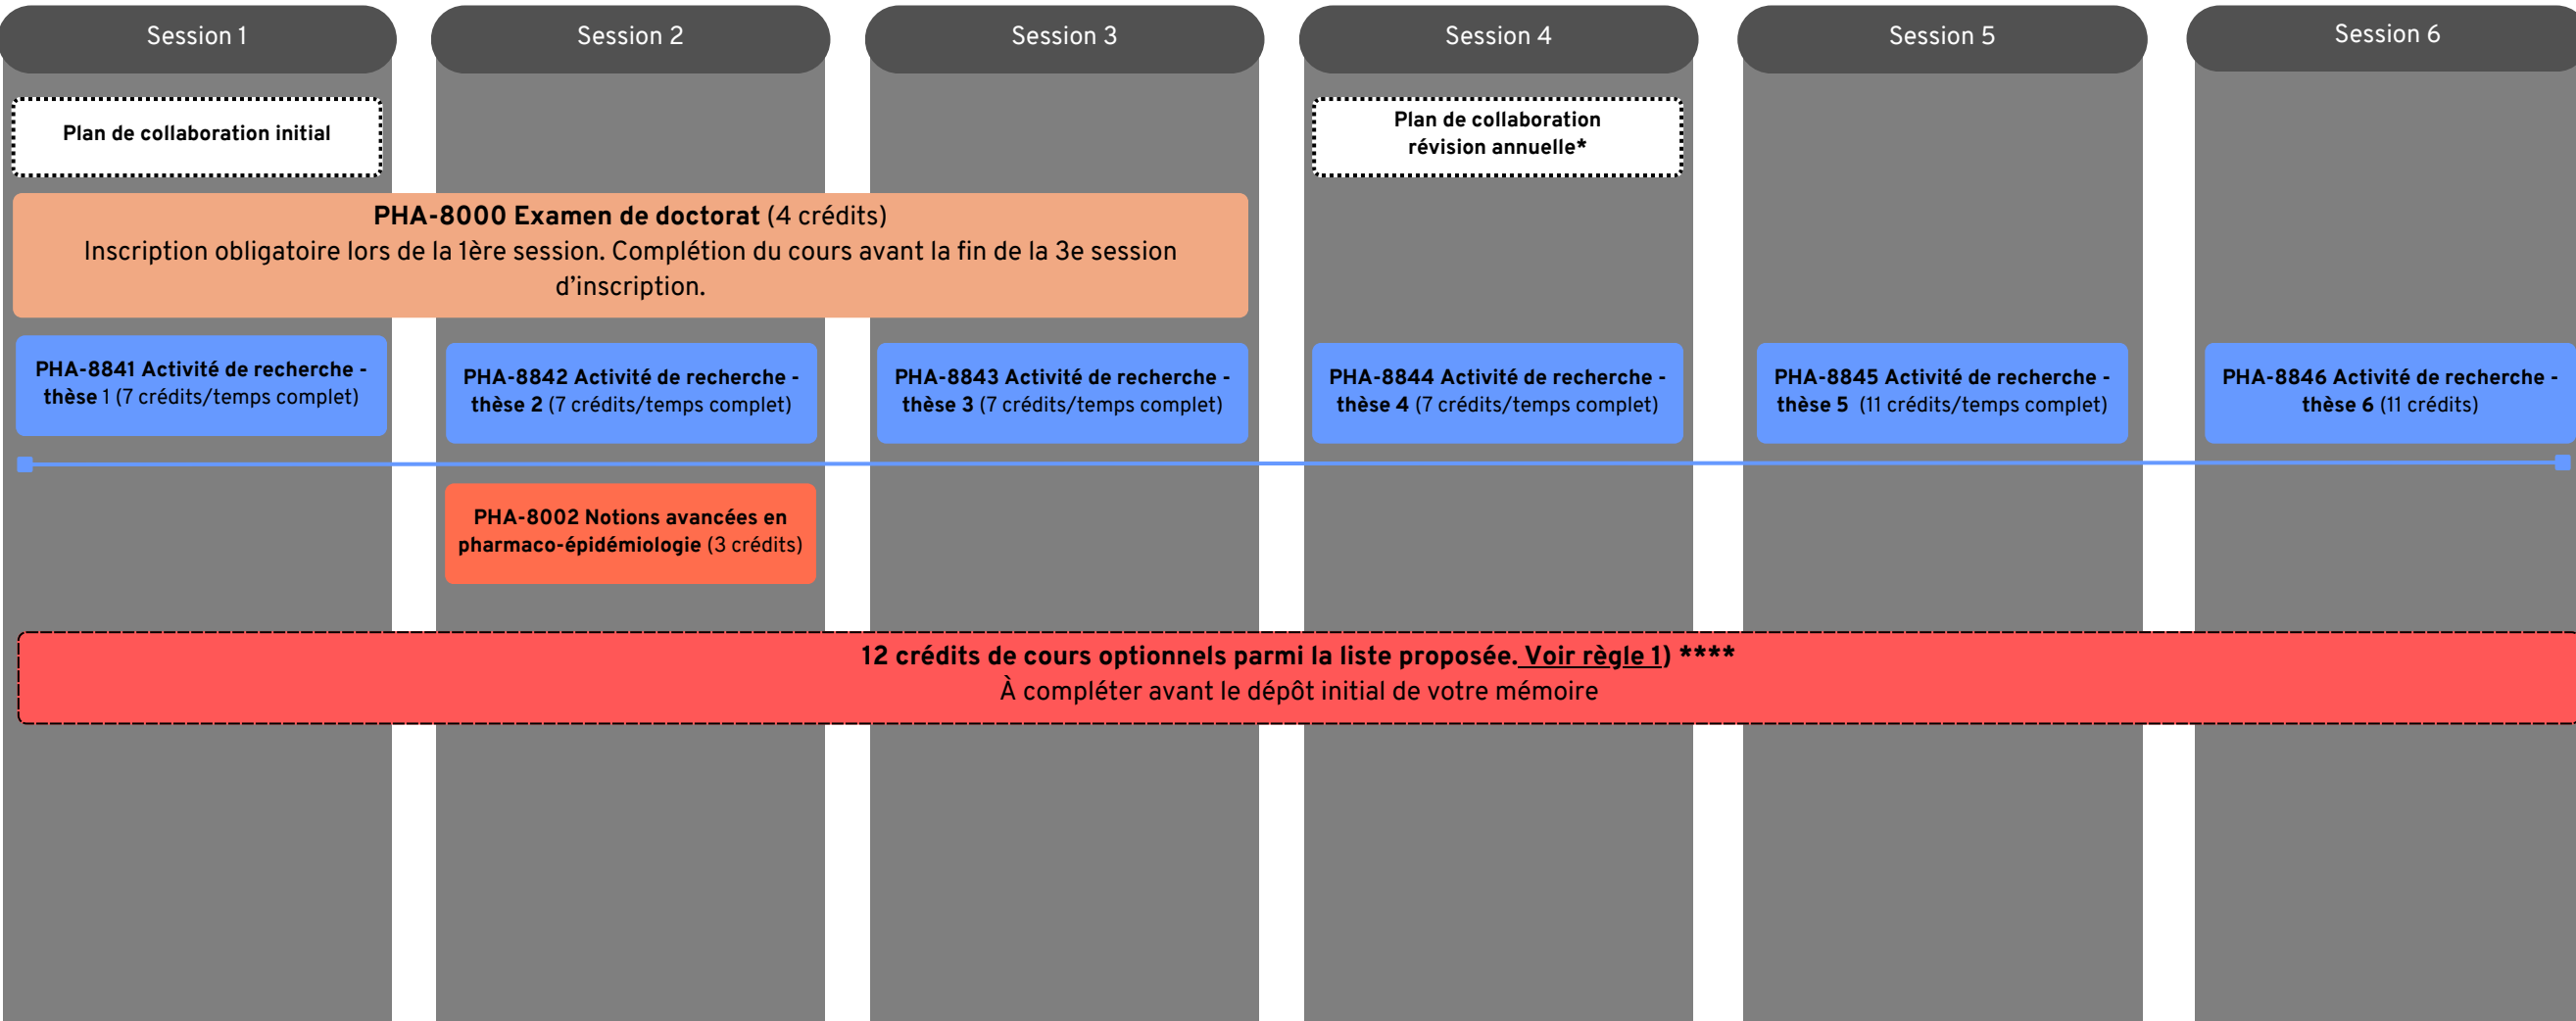 Session 1
Session 2
Session 3
Session 4
Session 5
Session 6
Plan de collaboration initial
Plan de collaboration
révision annuelle*
PHA-8000 Examen de doctorat (4 crédits)
Inscription obligatoire lors de la 1ère session. Complétion du cours avant la fin de la 3e session
d'inscription.
PHA-8841 Activité de recherche -
thèse 1 (7 crédits/temps complet)
PHA-8842 Activité de recherche -
thèse 2 (7 crédits/temps complet)
PHA-8843 Activité de recherche -
thèse 3 (7 crédits/temps complet)
PHA-8844 Activité de recherche -
thèse 4 (7 crédits/temps complet)
PHA-8845 Activité de recherche -
thèse 5 (11 crédits/temps complet)
PHA-8846 Activité de recherche -
thèse 6 (11 crédits)
PHA-8002 Notions avancées en
pharmaco-épidémiologie (3 crédits)
12 crédits de cours optionnels parmi la liste proposée. Voir règle 1) ****
À compléter avant le dépôt initial de votre mémoire